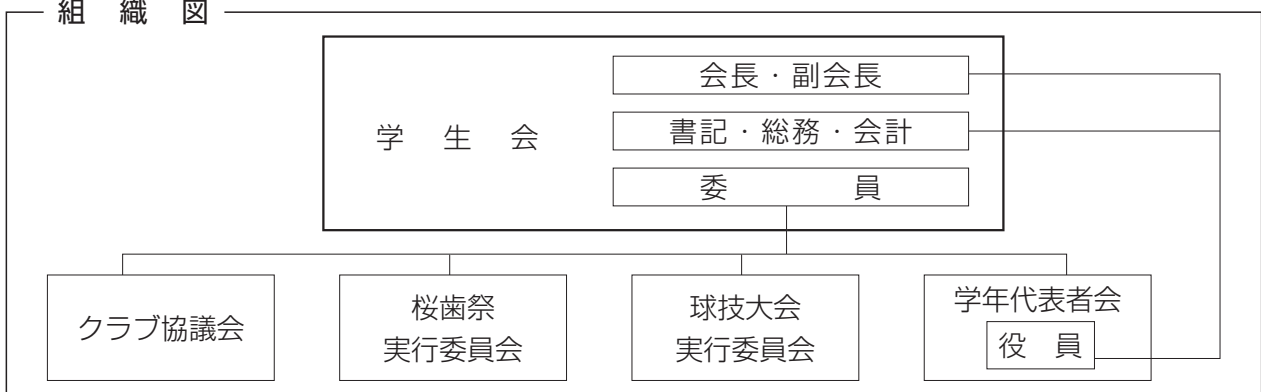 組織図
会長・副会長
学生会
書記・総務・会計
委員
クラブ協議会
桜歯祭
実行委員会
球技大会
実行委員会
学年代表者会
役員